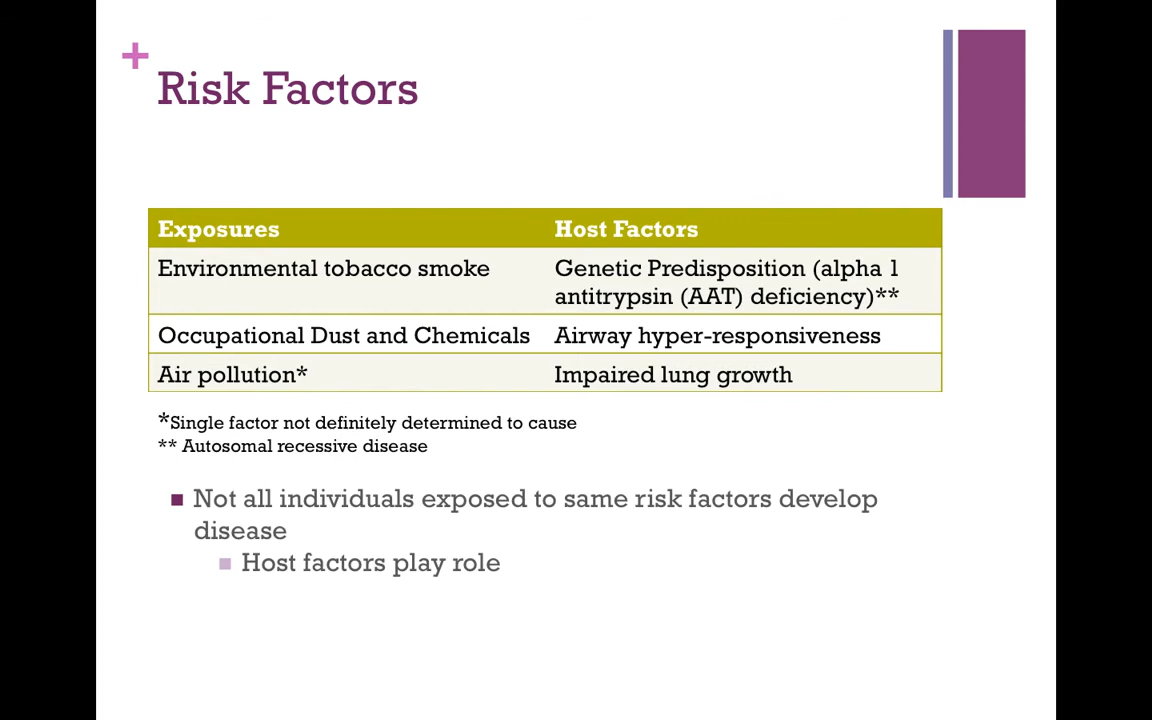 +
Risk Factors
Exposures Host Factors
Environmental tobacco smoke Genetic Predisposition (alpha 1
antitrypsin (AAT) deficiency)**
Occupational Dust and Chemicals Airway hyper-responsiveness
Air pollution* Impaired lung growth
*Single factor not definitely determined to cause
** Autosomal recessive disease
Not all individuals exposed to same risk factors develop
disease
Host factors play role